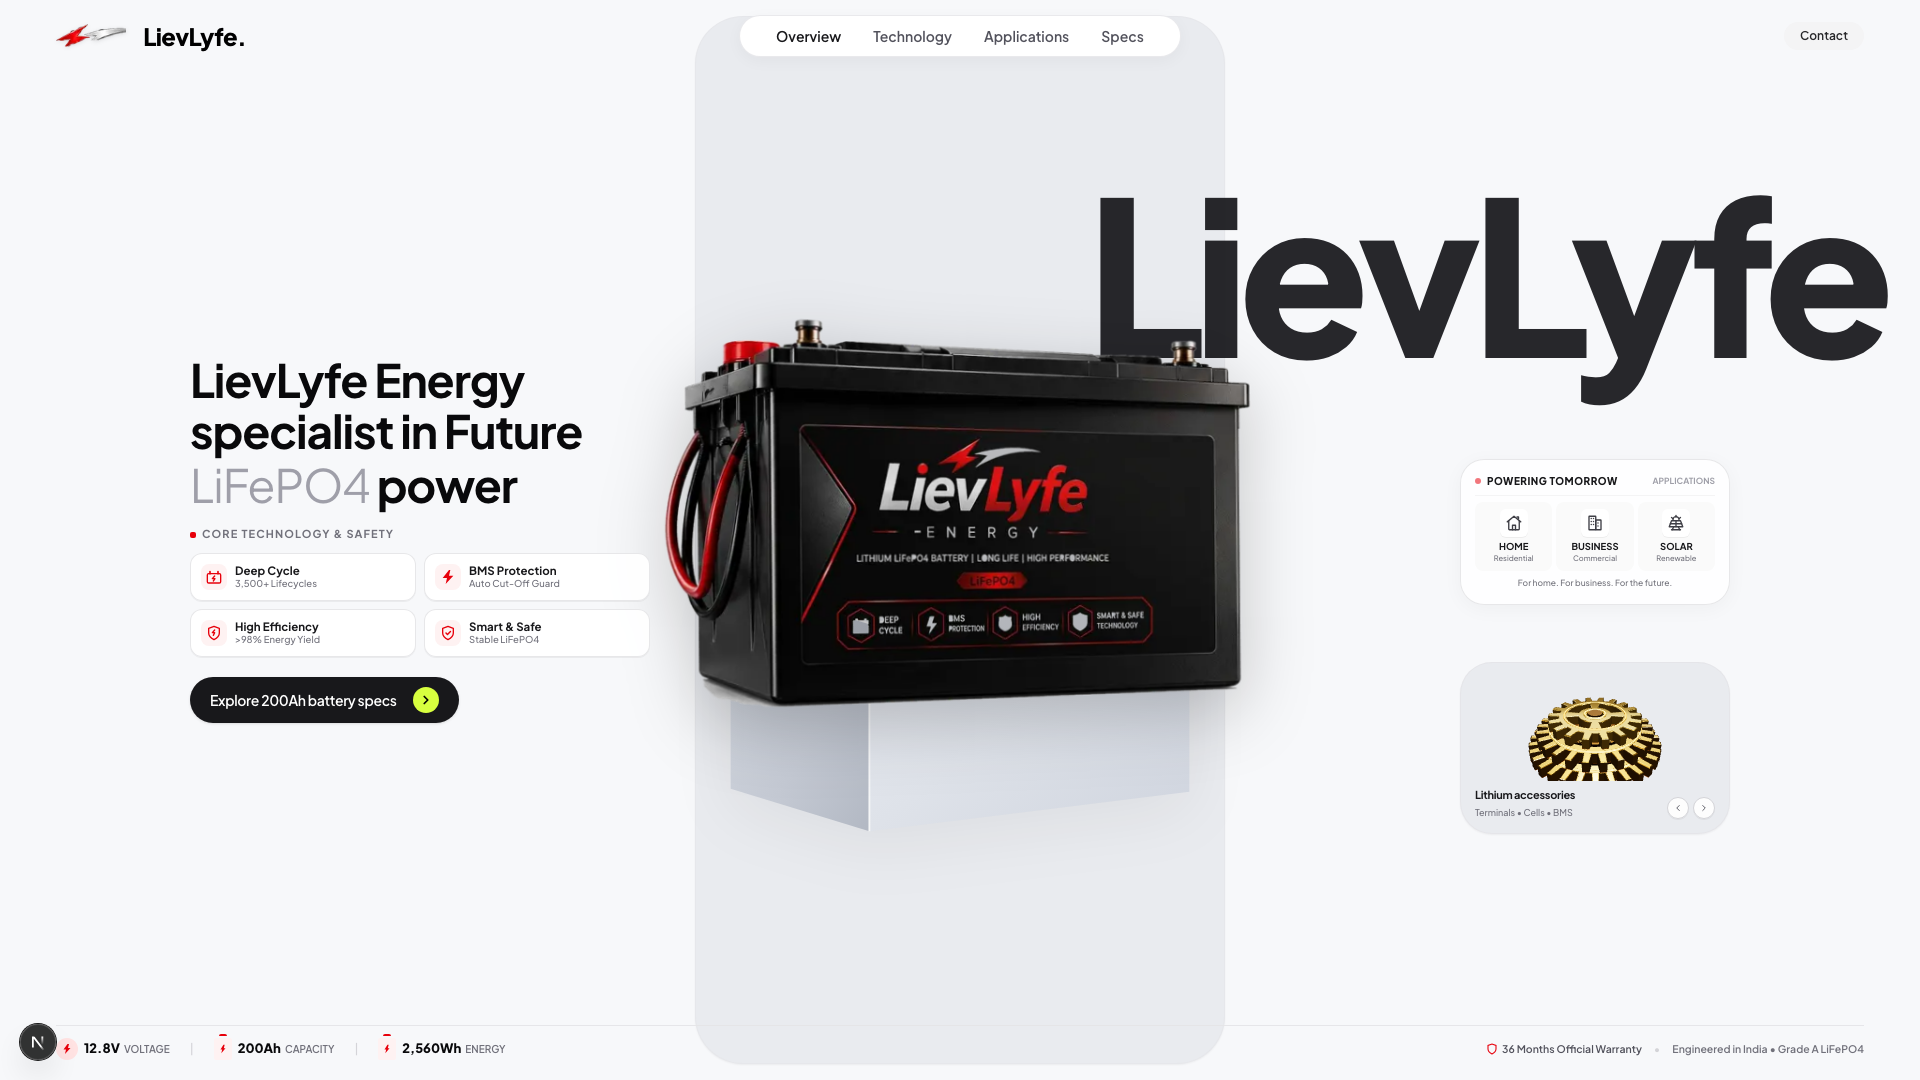 LievLyfe.
Overview Technology Applications Specs
Contact
LievLyfe
LievLyfe Energy
specialist in Future
LiFePO4 power
CORE TECHNOLOGY & SAFETY
Deep Cycle
3,500+ Lifecycles
BMS Protection
Auto Cut-Off Guard
High Efficiency
>98% Energy Yield
Smart & Safe
Stable LiFePO4
Explore 200Ah battery specs
LievLyfe
-ENERGY
LITHIUM LiFePO4 BATTERY | LONG LIFE | HIGH PERFORMANCE
LiFePO4
DEEP
CYCLE
BMS
PROTECTION
HIGH
EFFICIENCY
SMART & SAFE
TECHNOLOGY
POWERING TOMORROW
APPLICATIONS
HOME
Residential
BUSINESS
Commercial
SOLAR
Renewable
For home. For business. For the future.
Lithium accessories
Terminals • Cells • BMS
N
12.8V VOLTAGE
200Ah CAPACITY
2,560Wh ENERGY
36 Months Official Warranty
Engineered in India • Grade A LiFePO4